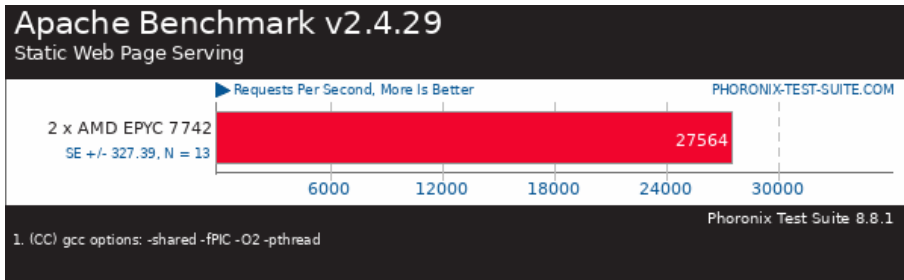 Apache Benchmark v2.4.29
Static Web Page Serving
▶ Requests Per Second, More Is Better
PHORONIX-TEST-SUITE.COM
2 x AMD EPYC 7742
27564
SE +/- 327.39, N = 13
6000 12000 18000 24000 30000
Phoronix Test Suite 8.8.1
1. (CC) gcc options: -shared -fPIC -O2 -pthread